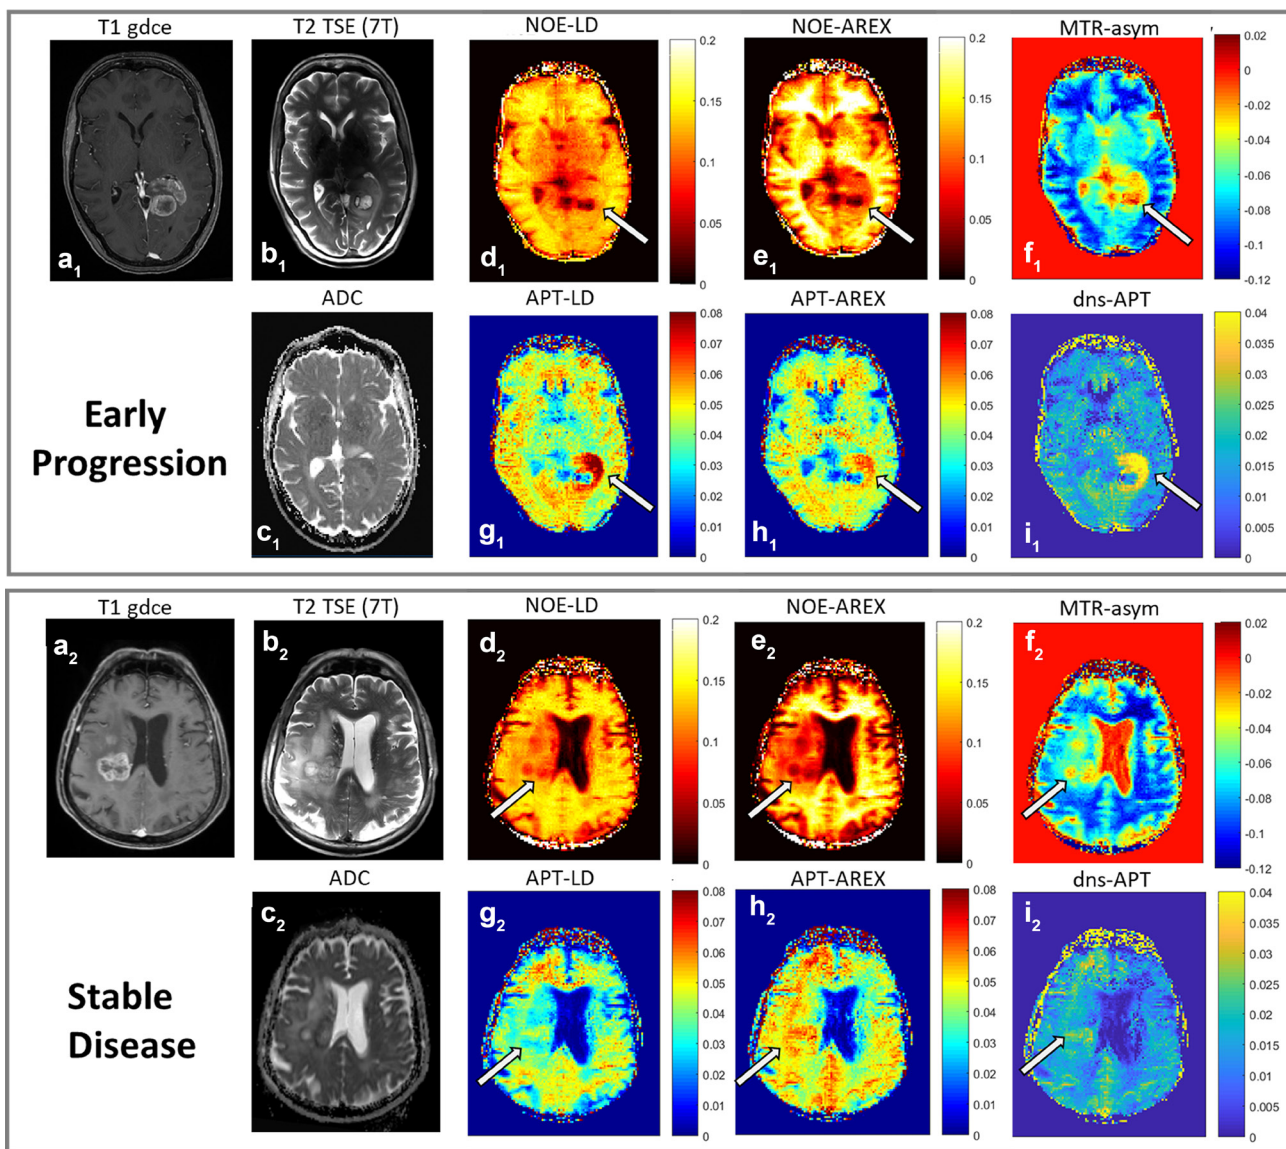 T1 gdce
T2 TSE (7T)
NOE-LD
NOE-AREX
MTR-asym
0.2
0.15
0.1
0.05
0
0.2
0.15
0.1
0.05
0
0.02
0
-0.02
-0.04
-0.06
-0.08
-0.1
-0.12
a1
b1
d1
e1
f1
ADC
APT-LD
APT-AREX
dns-APT
0.08
0.07
0.06
0.05
0.04
0.03
0.02
0.01
0
0.08
0.07
0.06
0.05
0.04
0.03
0.02
0.01
0
0.04
0.035
0.03
0.025
0.02
0.015
0.01
0.005
0
Early
Progression
c1
g1
h1
i1
T1 gdce
T2 TSE (7T)
NOE-LD
NOE-AREX
MTR-asym
a2
b2
d2
e2
f2
0.2
0.15
0.1
0.05
0
0.2
0.15
0.1
0.05
0
0.02
0
-0.02
-0.04
-0.06
-0.08
-0.1
-0.12
ADC
APT-LD
APT-AREX
dns-APT
c2
g2
h2
i2
0.08
0.07
0.06
0.05
0.04
0.03
0.02
0.01
0
0.08
0.07
0.06
0.05
0.04
0.03
0.02
0.01
0
0.04
0.035
0.03
0.025
0.02
0.015
0.01
0.005
0
Stable
Disease